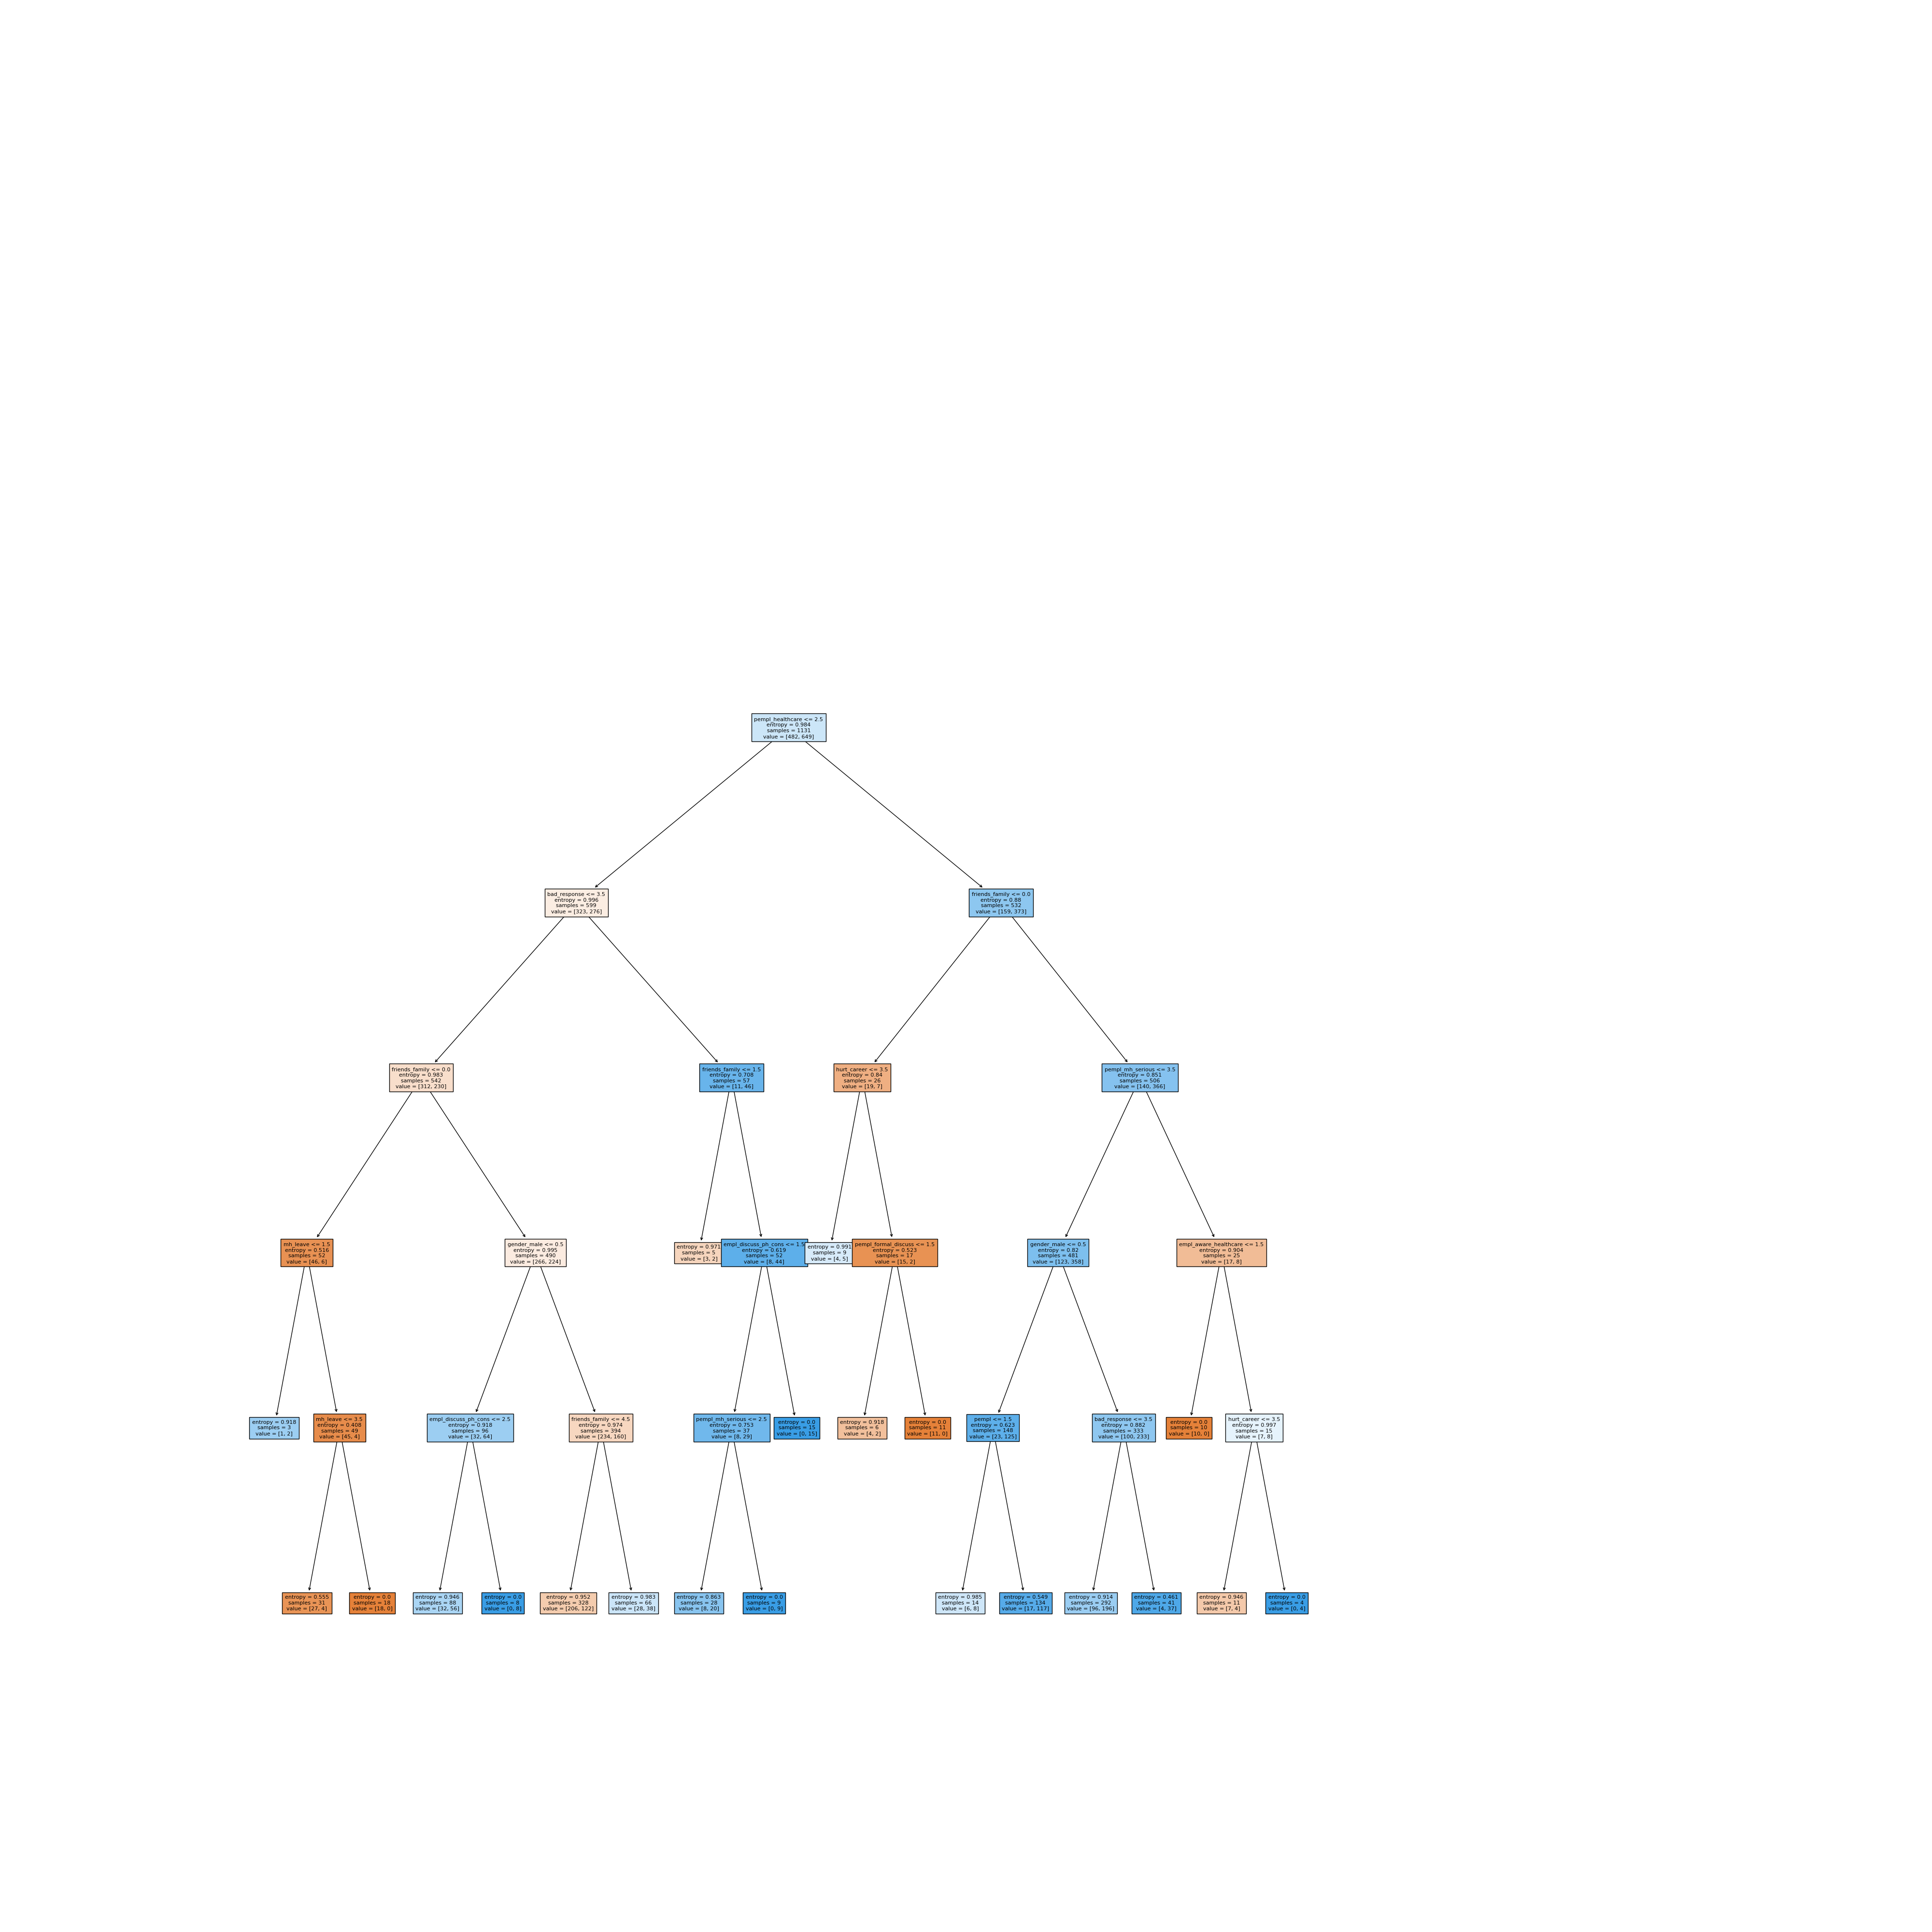 pempl_healthcare <= 2.5
entropy = 0.984
samples = 1131
value = [482, 649]
bad_response <= 3.5
entropy = 0.996
samples = 599
value = [323, 276]
friends_family <= 0.0
entropy = 0.88
samples = 532
value = [159, 373]
friends_family <= 0.0
entropy = 0.983
samples = 542
value = [312, 230]
friends_family <= 1.5
entropy = 0.708
samples = 57
value = [11, 46]
hurt_career <= 3.5
entropy = 0.84
samples = 26
value = [19, 7]
pempl_mh_serious <= 3.5
entropy = 0.851
samples = 506
value = [140, 366]
mh_leave <= 1.5
entropy = 0.516
samples = 52
value = [46, 6]
gender_male <= 0.5
entropy = 0.995
samples = 490
value = [266, 224]
entropy = 0.971
samples = 5
value = [3, 2]
empl_discuss_ph_cons <= 1.5
entropy = 0.619
samples = 52
value = [8, 44]
entropy = 0.991
samples = 9
value = [4, 5]
pempl_formal_discuss <= 1.5
entropy = 0.523
samples = 17
value = [15, 2]
gender_male <= 0.5
entropy = 0.82
samples = 481
value = [123, 358]
empl_aware_healthcare <= 1.5
entropy = 0.904
samples = 25
value = [17, 8]
entropy = 0.918
samples = 3
value = [1, 2]
mh_leave <= 3.5
entropy = 0.408
samples = 49
value = [45, 4]
empl_discuss_ph_cons <= 2.5
entropy = 0.918
samples = 96
value = [32, 64]
friends_family <= 4.5
entropy = 0.974
samples = 394
value = [234, 160]
pempl_mh_serious <= 2.5
entropy = 0.753
samples = 37
value = [8, 29]
entropy = 0.0
samples = 15
value = [0, 15]
entropy = 0.918
samples = 6
value = [4, 2]
entropy = 0.0
samples = 11
value = [11, 0]
pempl <= 1.5
entropy = 0.623
samples = 148
value = [23, 125]
bad_response <= 3.5
entropy = 0.882
samples = 333
value = [100, 233]
entropy = 0.0
samples = 10
value = [10, 0]
hurt_career <= 3.5
entropy = 0.997
samples = 15
value = [7, 8]
entropy = 0.555
samples = 31
value = [27, 4]
entropy = 0.0
samples = 18
value = [18, 0]
entropy = 0.946
samples = 88
value = [32, 56]
entropy = 0.0
samples = 8
value = [0, 8]
entropy = 0.952
samples = 328
value = [206, 122]
entropy = 0.983
samples = 66
value = [28, 38]
entropy = 0.863
samples = 28
value = [8, 20]
entropy = 0.0
samples = 9
value = [0, 9]
entropy = 0.985
samples = 14
value = [6, 8]
entropy = 0.549
samples = 134
value = [17, 117]
entropy = 0.914
samples = 292
value = [96, 196]
entropy = 0.461
samples = 41
value = [4, 37]
entropy = 0.946
samples = 11
value = [7, 4]
entropy = 0.0
samples = 4
value = [0, 4]